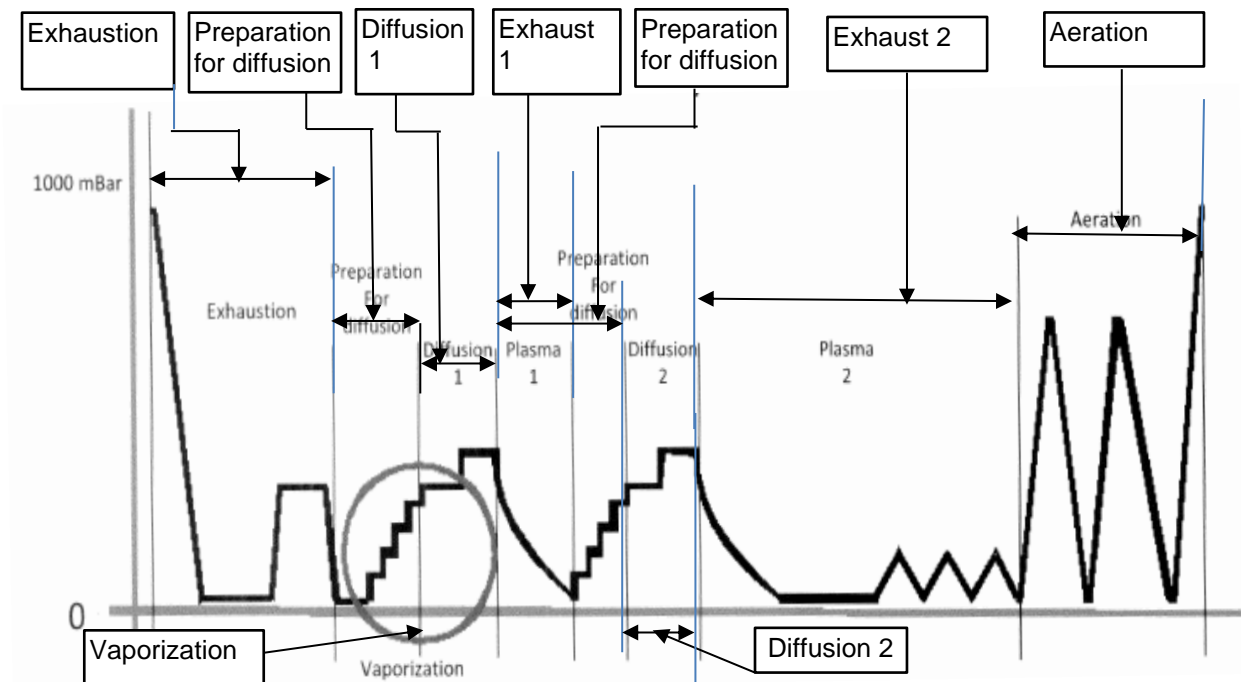 Exhaustion
Preparation
for diffusion
Diffusion
1
Exhaust
1
Preparation
for diffusion
Exhaust 2
Aeration
1000 mBar
Aeration
Preparation
For
diffusion
Preparation
For
diffusion
Exhaustion
Diffusion
1
Plasma
1
Diffusion
2
Plasma
2
0
Vaporization
Vaporization
Diffusion 2